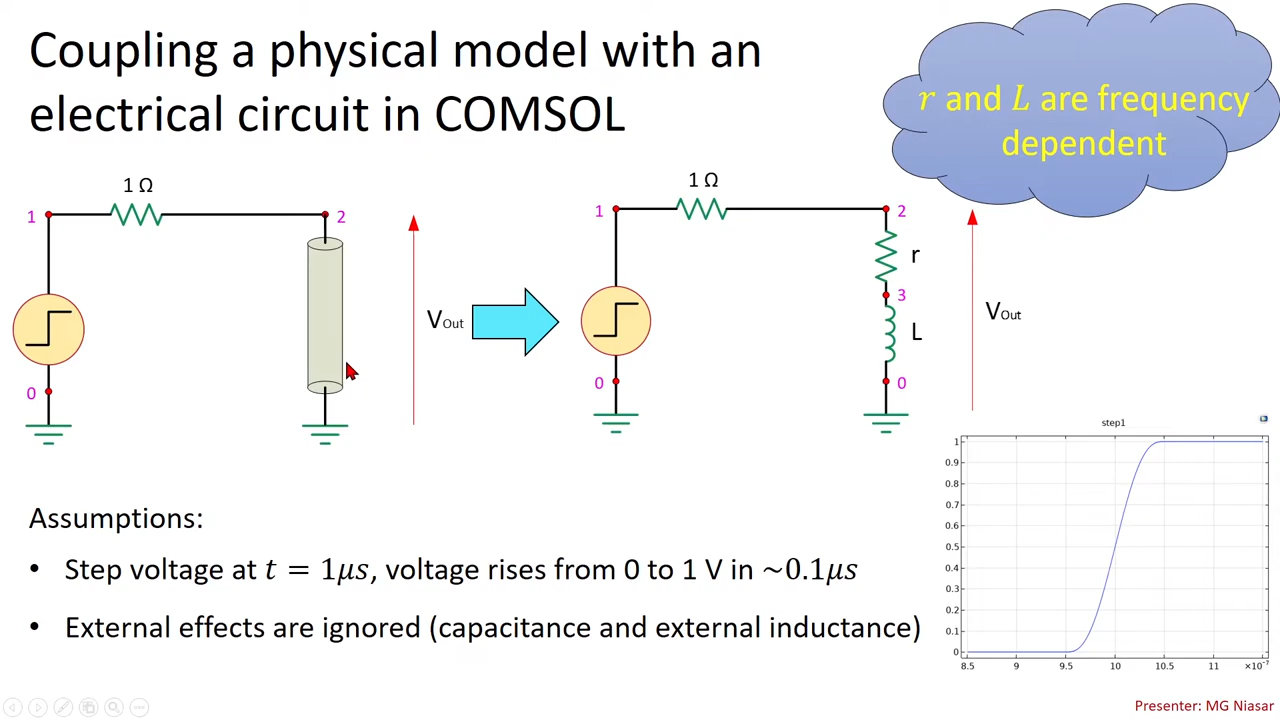 Coupling a physical model with an
electrical circuit in COMSOL
r and L are frequency
dependent
1 Ω
1
2
V_Out
0
1 Ω
1
2
r
3
L
V_Out
0
0
step1
1
0.9
0.8
0.7
0.6
0.5
0.4
0.3
0.2
0.1
0
8.5 9 9.5 10 10.5 11 ×10⁻⁷
Assumptions:
• Step voltage at t = 1μs, voltage rises from 0 to 1 V in ~0.1μs
• External effects are ignored (capacitance and external inductance)
Presenter: MG Niasar